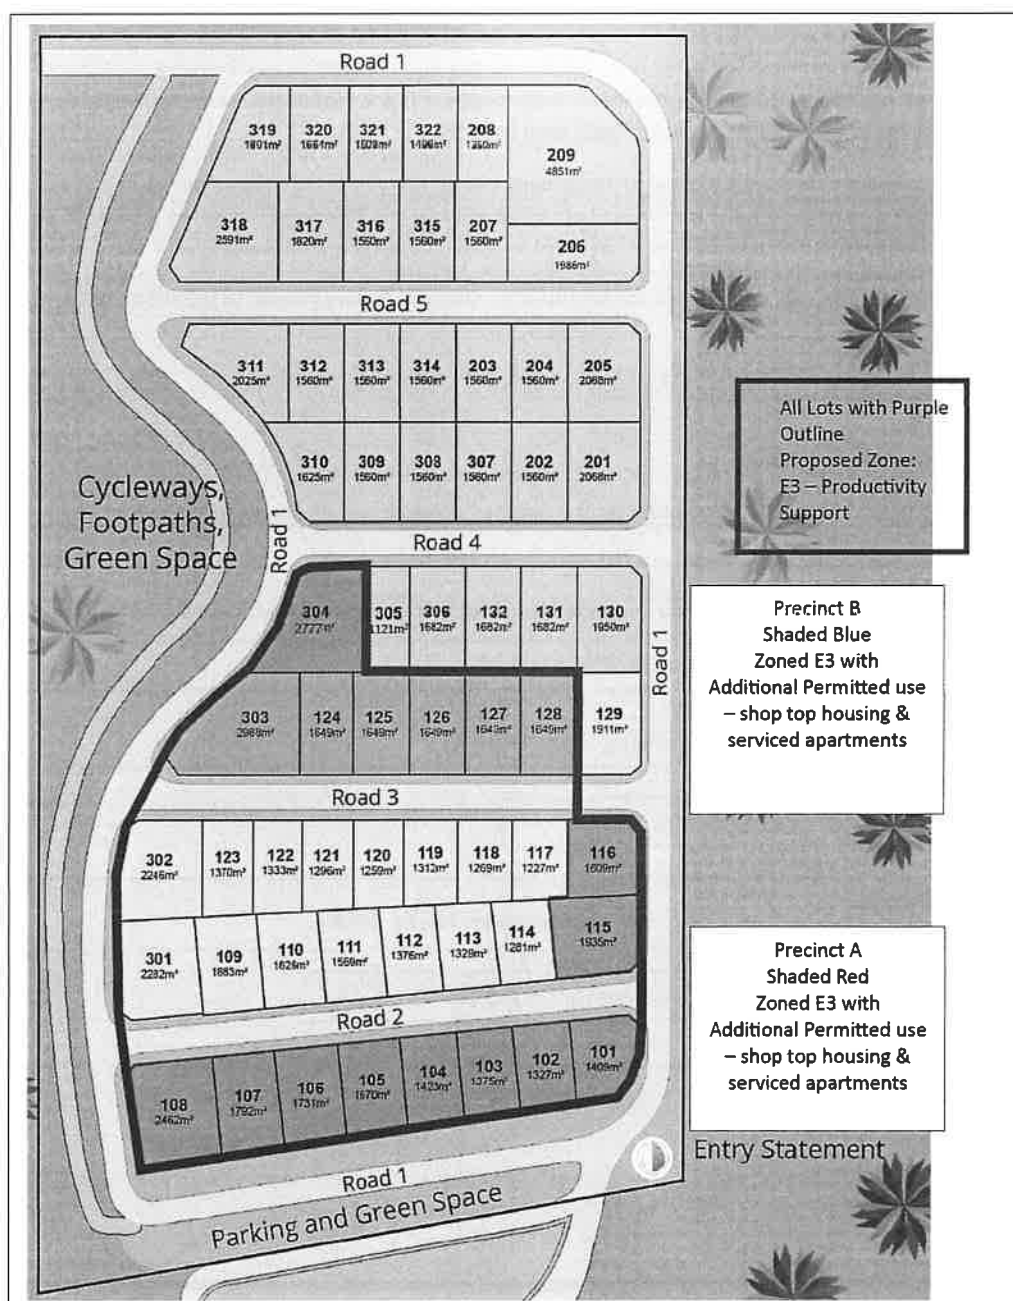 Road 1
319 320 321 322 208
1891m² 1664m² 1508m² 1260m²
209
4851m²
318 317 316 315 207
2591m² 1820m² 1560m² 1560m² 1560m²
206
1986m²
Road 5
311 312 313 314 203 204 205
2025m² 1560m² 1560m² 1560m² 1560m² 1560m² 2068m²
310 309 308 307 202 201
1625m² 1560m² 1560m² 1560m² 1560m² 2068m²
Cycleways,
Footpaths,
Green Space
Road 1
Road 4
304 305 306 132 131 130
2777m² 1121m² 1682m² 1682m² 1682m² 1950m²
Road 1
303 124 125 126 127 128 129
2988m² 1649m² 1649m² 1649m² 1649m² 1649m² 1911m²
Road 3
302 123 122 121 120 119 118 117 116
2246m² 1370m² 1333m² 1296m² 1259m² 1312m² 1269m² 1227m² 1609m²
301 109 110 111 112 113 114 115
2282m² 1683m² 1626m² 1569m² 1376m² 1329m² 1281m² 1935m²
Road 2
108 107 106 105 104 103 102 101
2462m² 1792m² 1731m² 1670m² 1423m² 1375m² 1327m² 1409m²
Road 1
Parking and Green Space
All Lots with Purple
Outline
Proposed Zone:
E3 – Productivity
Support
Precinct B
Shaded Blue
Zoned E3 with
Additional Permitted use
– shop top housing &
serviced apartments
Precinct A
Shaded Red
Zoned E3 with
Additional Permitted use
– shop top housing &
serviced apartments
Entry Statement